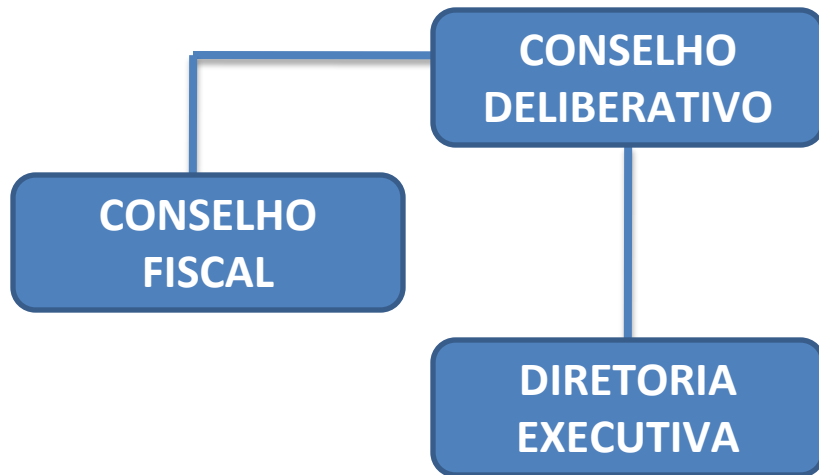 CONSELHO
DELIBERATIVO
CONSELHO
FISCAL
DIRETORIA
EXECUTIVA